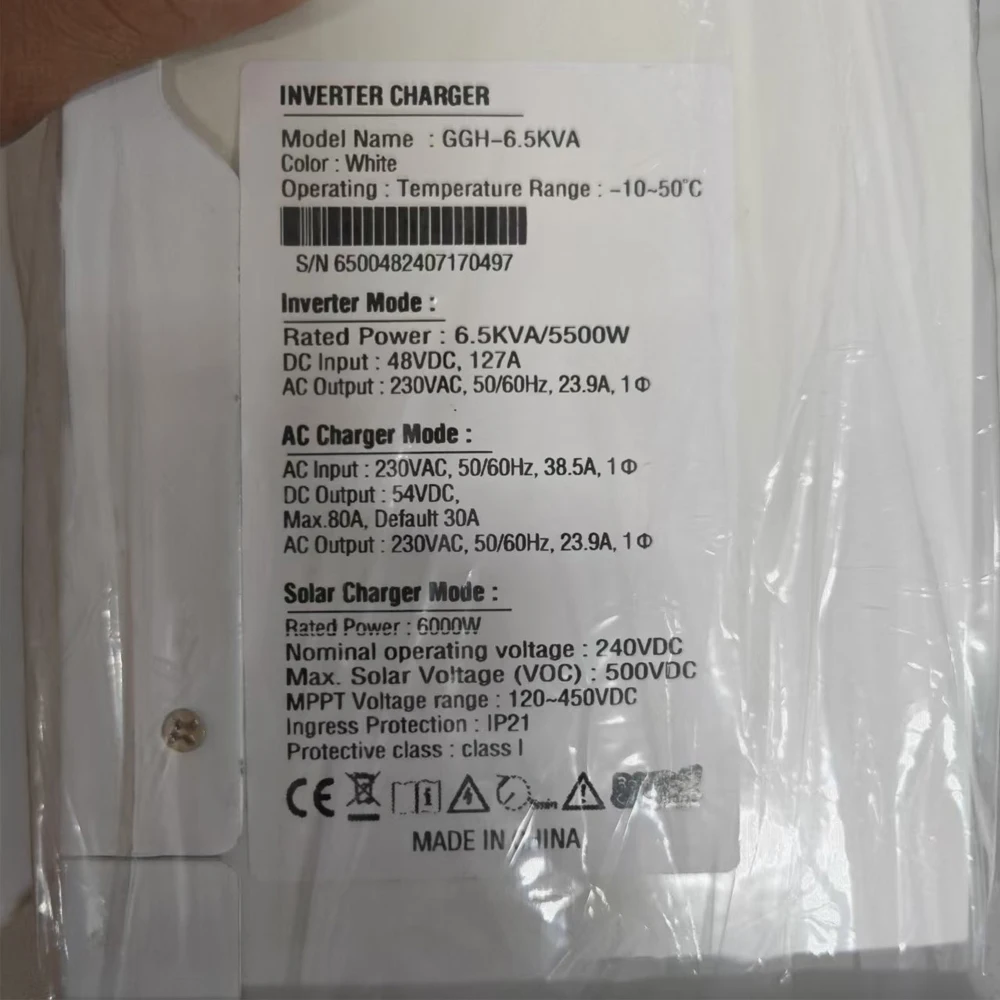 INVERTER CHARGER
Model Name : GGH-6.5KVA
Color : White
Operating : Temperature Range : -10~50°C
S/N 6500482407170497
Inverter Mode :
Rated Power : 6.5KVA/5500W
DC Input : 48VDC, 127A
AC Output : 230VAC, 50/60Hz, 23.9A, 1Φ
AC Charger Mode :
AC Input : 230VAC, 50/60Hz, 38.5A, 1Φ
DC Output : 54VDC,
Max.80A, Default 30A
AC Output : 230VAC, 50/60Hz, 23.9A, 1Φ
Solar Charger Mode :
Rated Power : 6000W
Nominal operating voltage : 240VDC
Max. Solar Voltage (VOC) : 500VDC
MPPT Voltage range : 120~450VDC
Ingress Protection : IP21
Protective class : class I
CE
MADE IN CHINA